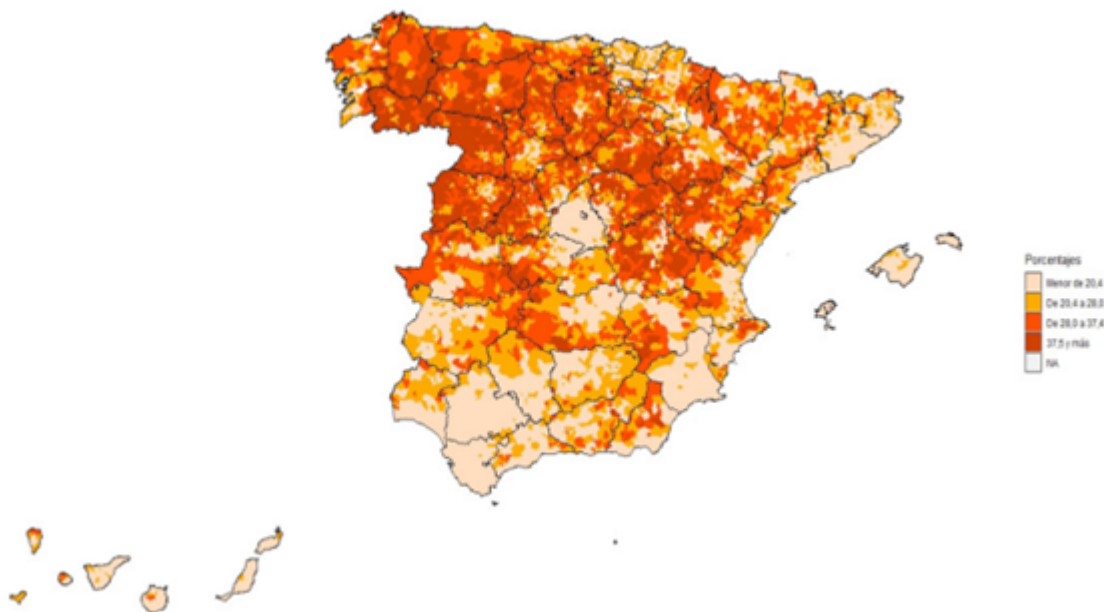 Porcentajes
Menor de 20,4
De 20,4 a 28,0
De 28,0 a 37,4
37,5 y más
NA